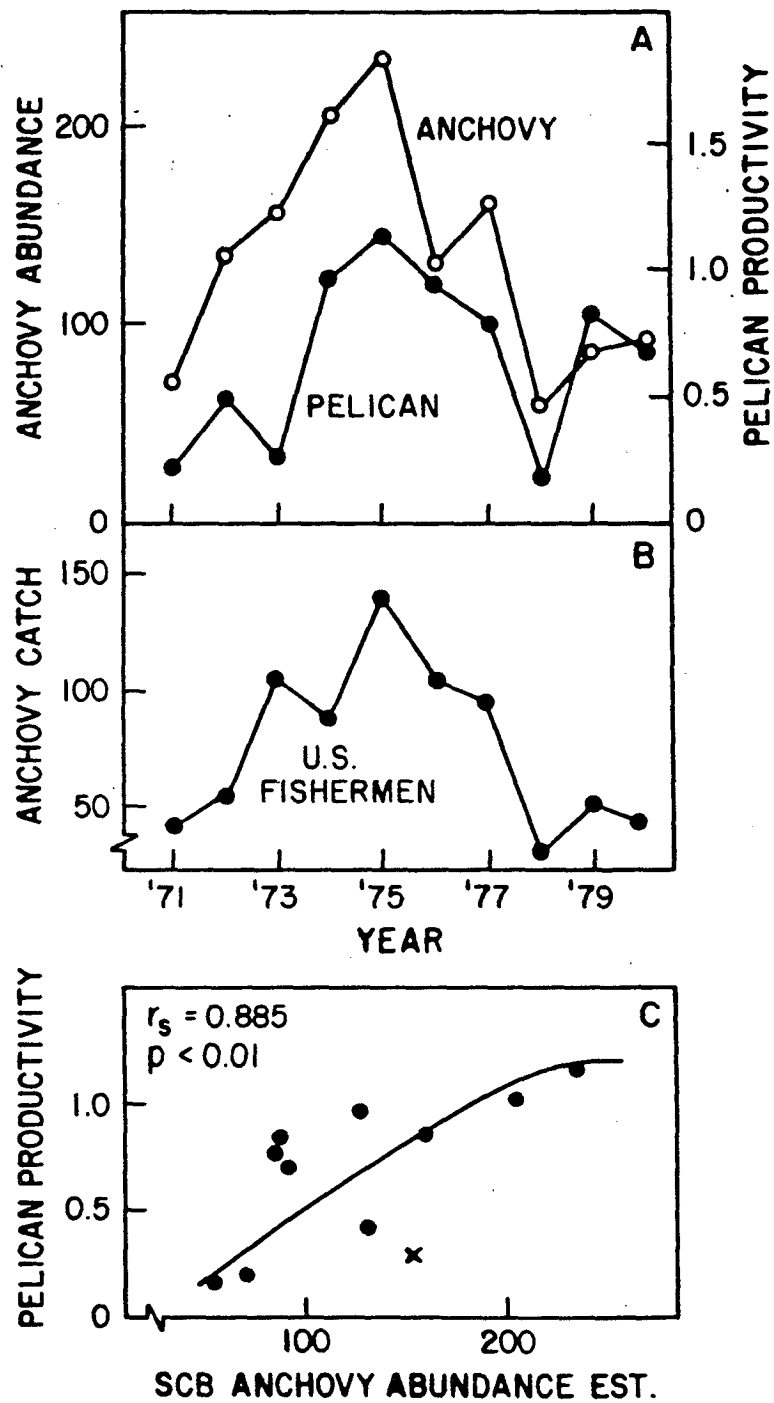 A
ANCHOVY ABUNDANCE
200
100
0
ANCHOVY
PELICAN
PELICAN PRODUCTIVITY
1.5
1.0
0.5
0
B
ANCHOVY CATCH
150
100
50
U.S.
FISHERMEN
'71 '73 '75 '77 '79
YEAR
C
PELICAN PRODUCTIVITY
rs = 0.885
p < 0.01
1.0
0.5
0
100 200
SCB ANCHOVY ABUNDANCE EST.